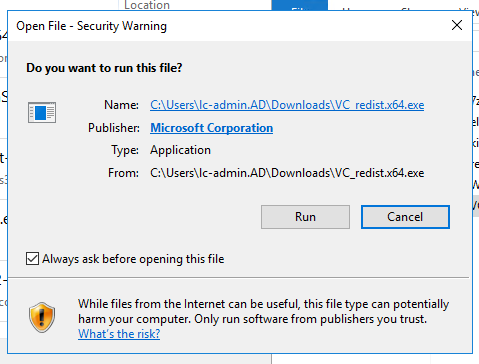 Location
Open File - Security Warning
Do you want to run this file?
Name: C:\Users\lc-admin.AD\Downloads\VC_redist.x64.exe
Publisher: Microsoft Corporation
Type: Application
From: C:\Users\lc-admin.AD\Downloads\VC_redist.x64.exe
Run Cancel
Always ask before opening this file
While files from the Internet can be useful, this file type can potentially
harm your computer. Only run software from publishers you trust.
What's the risk?